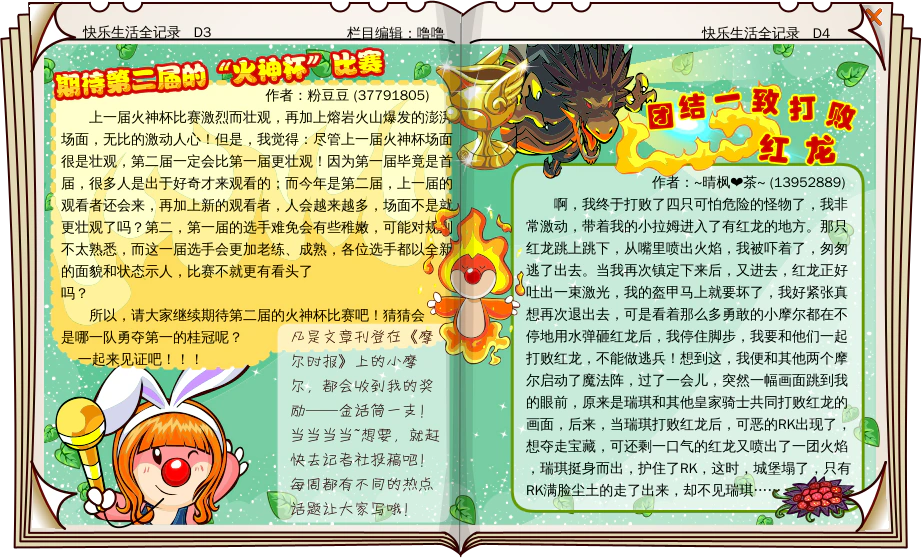 快乐生活全记录 D3
栏目编辑：噜噜
期待第二届的“火神杯”比赛
作者：粉豆豆 (37791805)
上一届火神杯比赛激烈而壮观，再加上熔岩火山爆发的澎湃
场面，无比的激动人心！但是，我觉得：尽管上一届火神杯场面
很是壮观，第二届一定会比第一届更壮观！因为第一届毕竟是首
届，很多人是出于好奇才来观看的；而今年是第二届，上一届的
观看者还会来，再加上新的观看者，人会越来越多，场面不是就
更壮观了吗？第二，第一届的选手难免会有些稚嫩，可能对规则
不太熟悉，而这一届选手会更加老练、成熟，各位选手都以全新
的面貌和状态示人，比赛不就更有看头了
吗？
所以，请大家继续期待第二届的火神杯比赛吧！猜猜会
是哪一队勇夺第一的桂冠呢？
一起来见证吧！！！
凡是文章刊登在《摩
尔时报》上的小摩
尔，都会收到我的奖
励——金话筒一支！
当当当当~想要，就赶
快去记者社投稿吧！
每周都有不同的热点
话题让大家写哦！
快乐生活全记录 D4
团结一致打败
红龙
作者：~晴枫❤茶~ (13952889)
啊，我终于打败了四只可怕危险的怪物了，我非
常激动，带着我的小拉姆进入了有红龙的地方。那只
红龙跳上跳下，从嘴里喷出火焰，我被吓着了，匆匆
逃了出去。当我再次镇定下来后，又进去，红龙正好
吐出一束激光，我的盔甲马上就要坏了，我好紧张真
想再次退出去，可是看着那么多勇敢的小摩尔都在不
停地用水弹砸红龙后，我停住脚步，我要和他们一起
打败红龙，不能做逃兵！想到这，我便和其他两个摩
尔启动了魔法阵，过了一会儿，突然一幅画面跳到我
的眼前，原来是瑞琪和其他皇家骑士共同打败红龙的
画面，后来，当瑞琪打败红龙后，可恶的RK出现了，
想夺走宝藏，可还剩一口气的红龙又喷出了一团火焰
，瑞琪挺身而出，护住了RK，这时，城堡塌了，只有
RK满脸尘土的走了出来，却不见瑞琪……